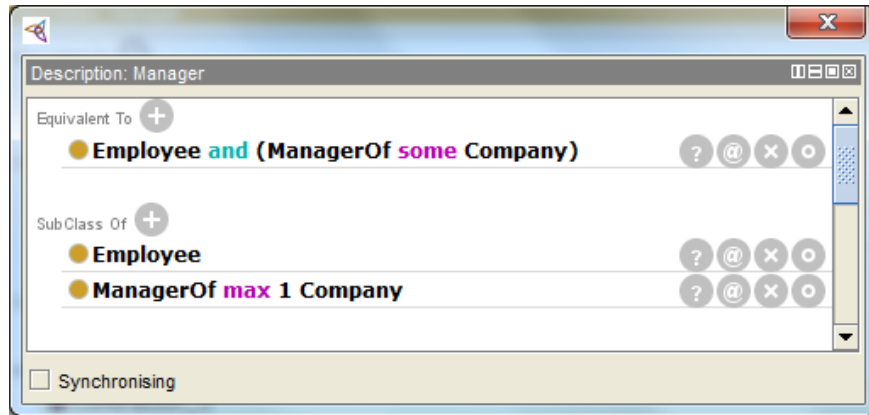 Description: Manager
Equivalent To
Employee and (ManagerOf some Company)
SubClass Of
Employee
ManagerOf max 1 Company
Synchronising